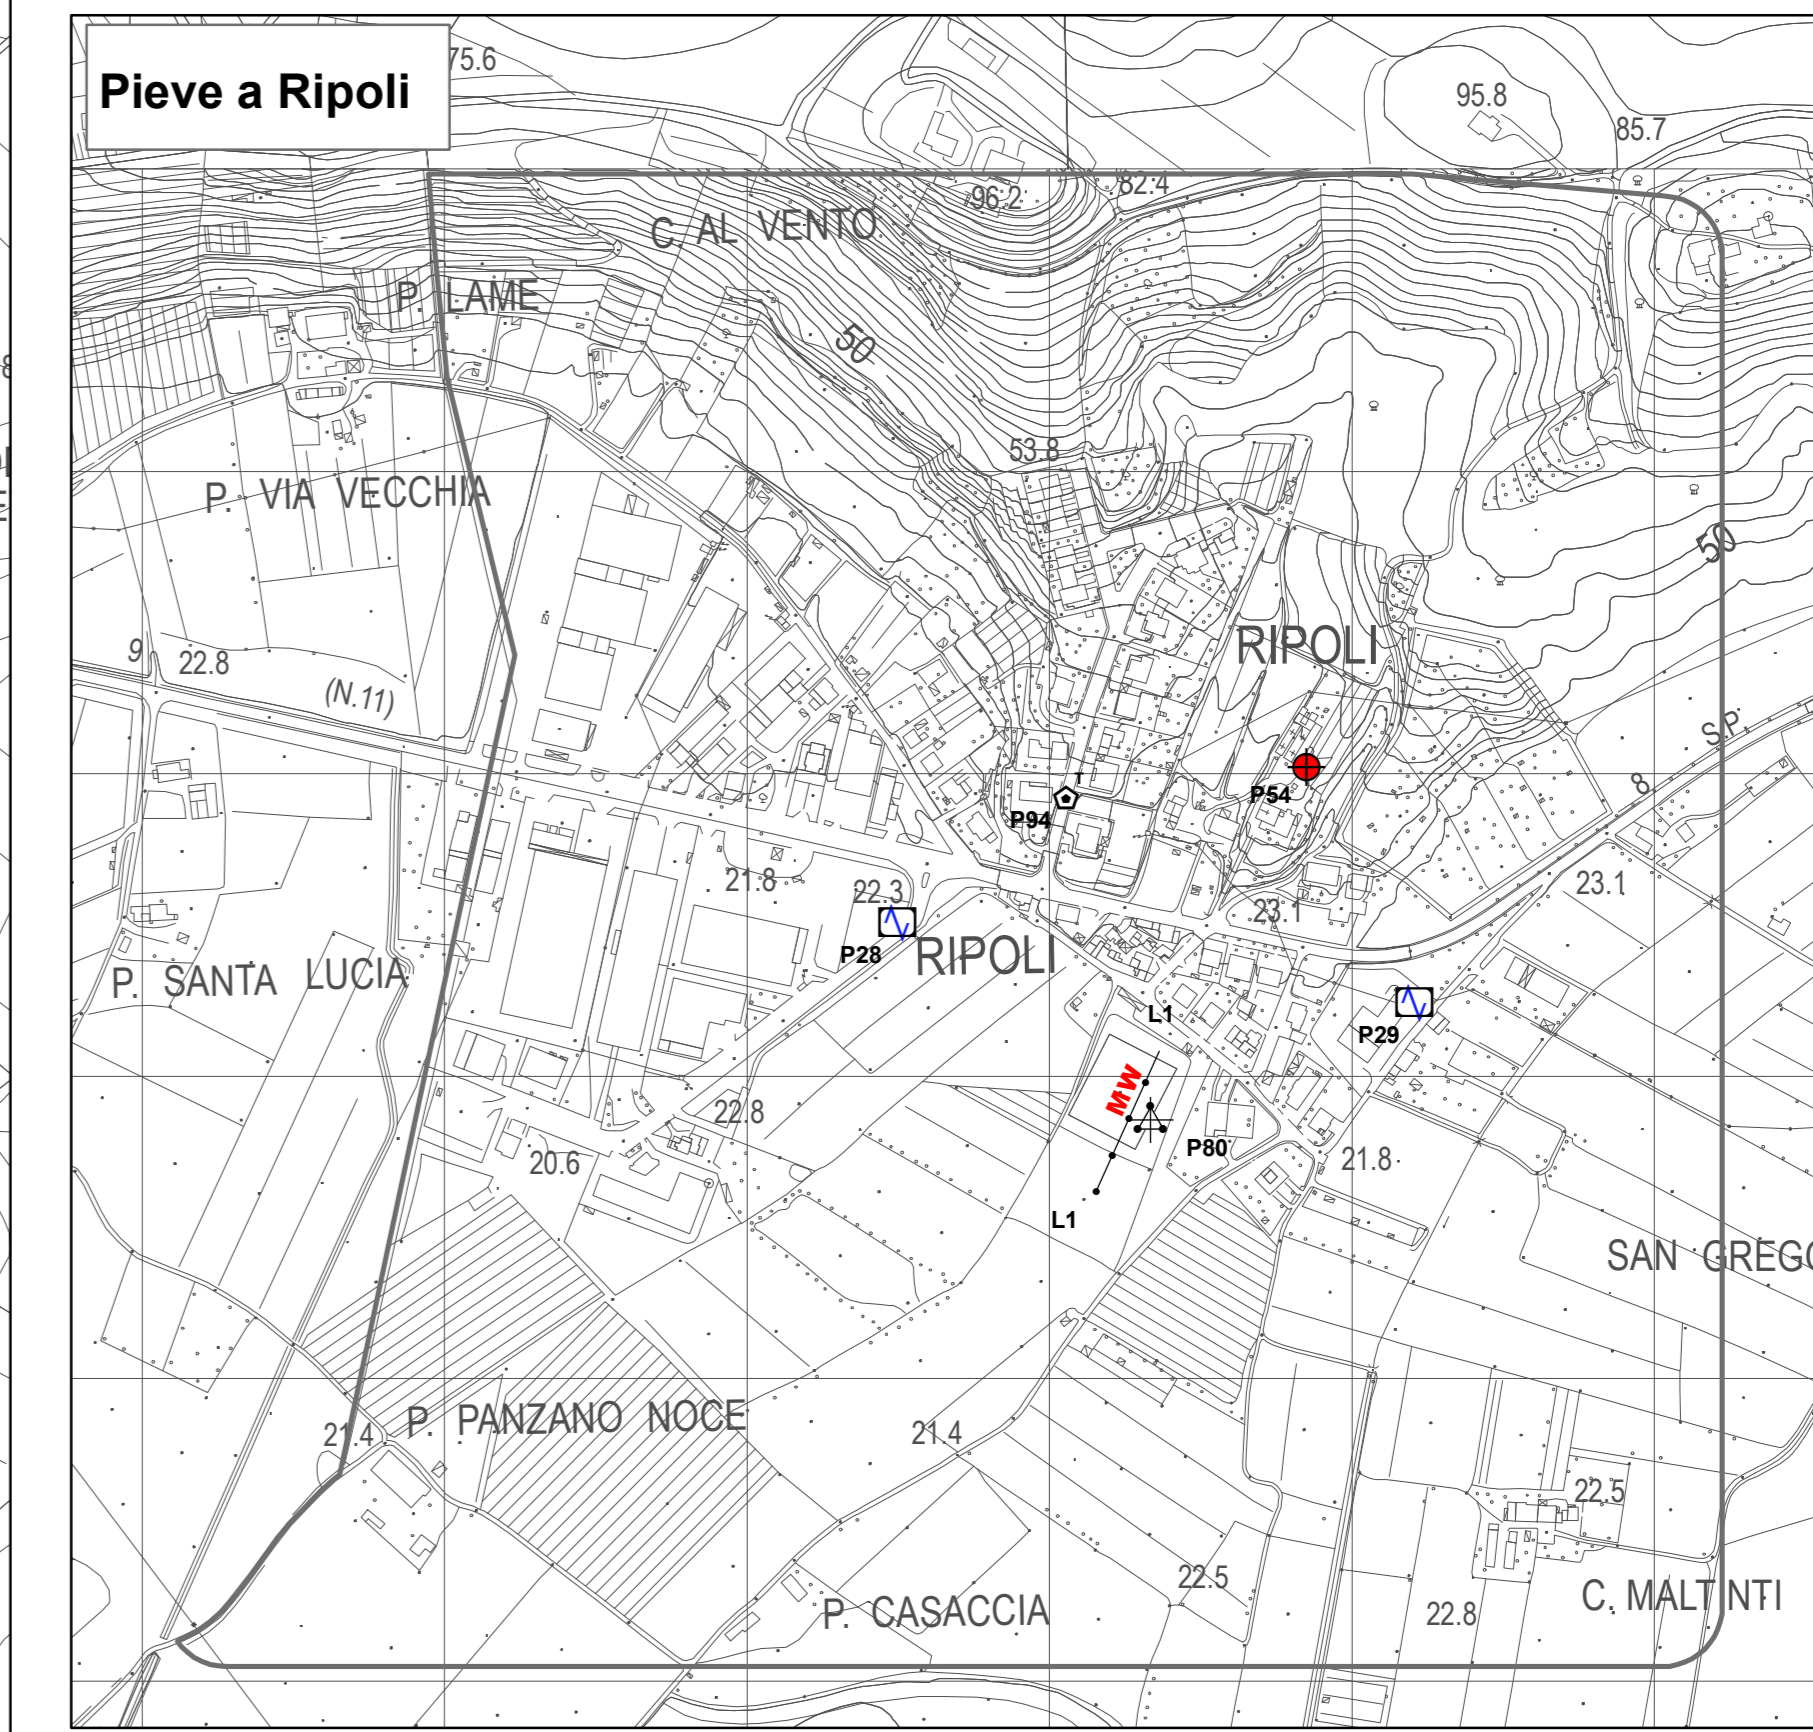 Pieve a Ripoli
75.6
95.8
85.7
96.2
82.4
C. AL VENTO
P. LAME
50
53.8
P. VIA VECCHIA
50
RIPOLI
9
22.8
(N.11)
S.P.
8
T
P94
P54
21.8
22.3
23.1
23.1
P28
RIPOLI
P. SANTA LUCIA
L1
P29
MW
22.8
P80
20.6
21.8
L1
SAN GREGO
21.4
P. PANZANO NOCE
21.4
22.5
22.5
P. CASACCIA
22.8
C. MALTINTI